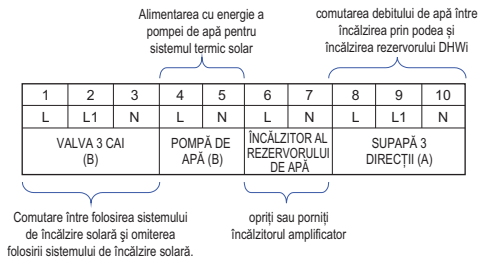 Alimentarea cu energie a
pompei de apă pentru
sistemul termic solar
comutarea debitului de apă între
încălzirea prin podea și
încălzirea rezervorului DHWi
1 2 3 4 5 6 7 8 9 10
L L1 N L N L N L L1 N
VALVA 3 CAI
(B)
POMPĂ DE
APĂ (B)
ÎNCĂLZITOR AL
REZERVORULUI
DE APĂ
SUPAPĂ 3
DIRECȚII (A)
Comutare între folosirea sistemului
de încălzire solară şi omiterea
folosirii sistemului de încălzire solară.
opriți sau porniți
încălzitorul amplificator